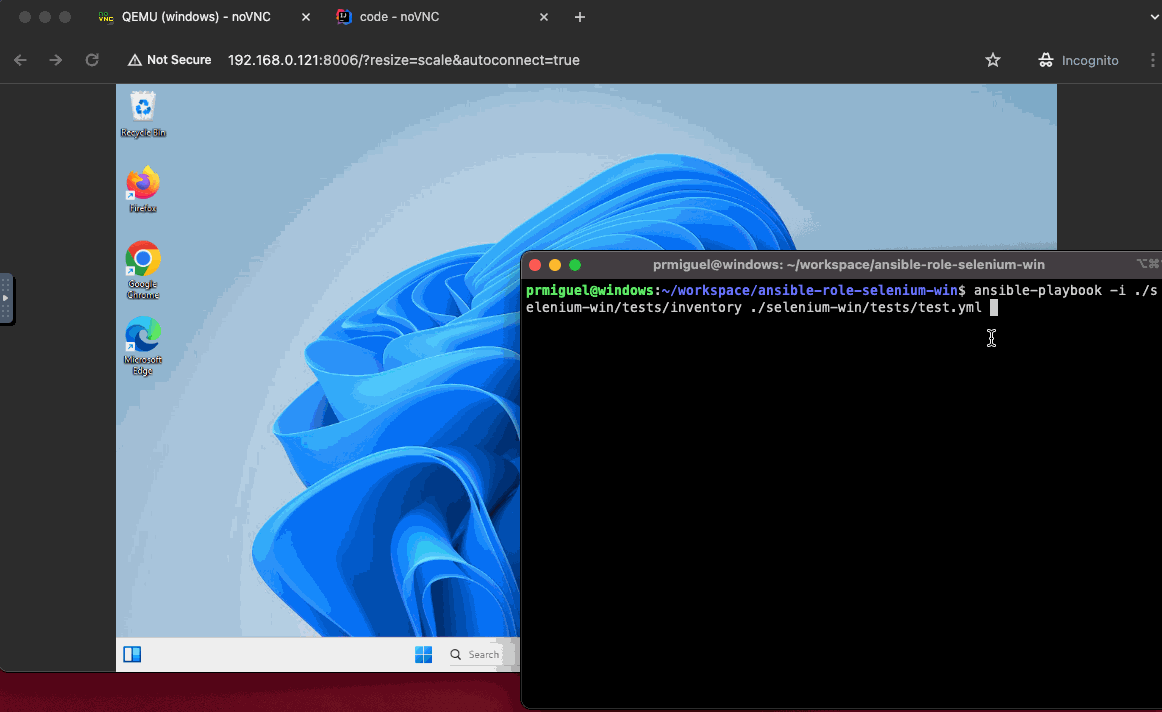 QEMU (windows) - noVNC
code - noVNC
Not Secure
192.168.0.121:8006/?resize=scale&autoconnect=true
Incognito
Recycle Bin
Firefox
Google
Chrome
Microsoft
Edge
prmiguel@windows: ~/workspace/ansible-role-selenium-win
⌥⌘
prmiguel@windows:~/workspace/ansible-role-selenium-win$ ansible-playbook -i ./s
elenium-win/tests/inventory ./selenium-win/tests/test.yml
Search